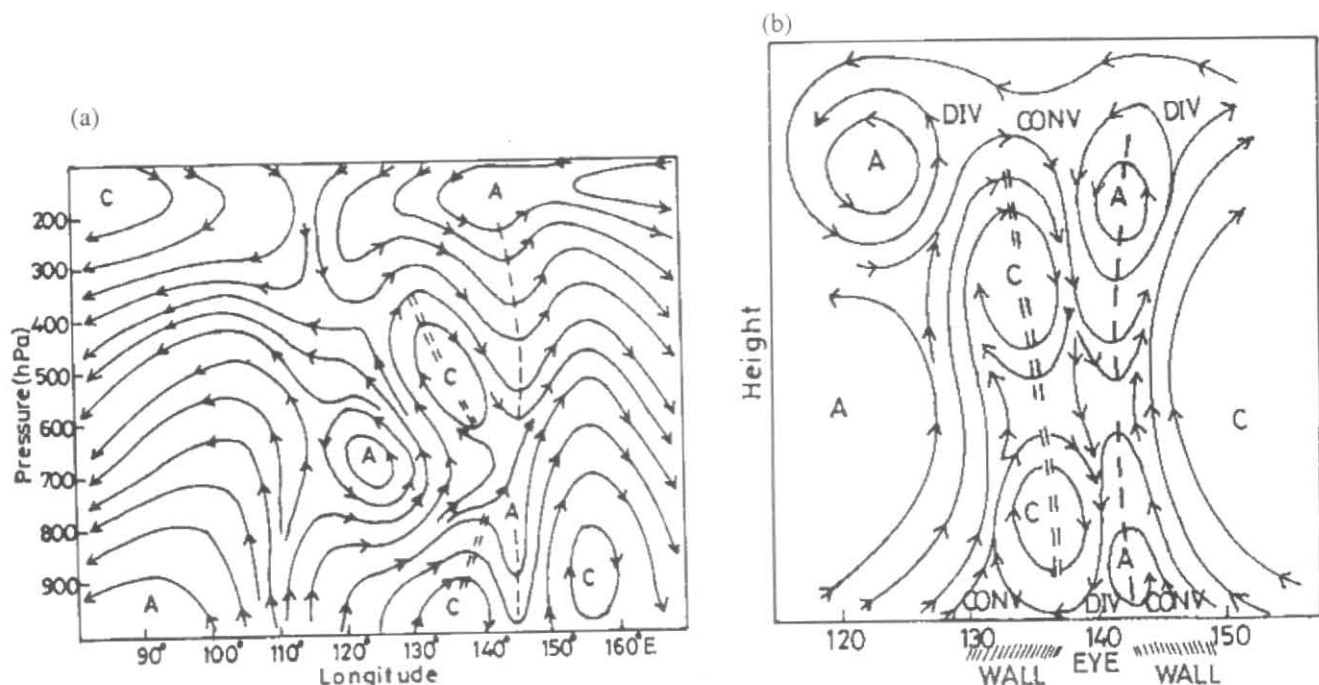 (a)
C
A
200
300
400
500
600
700
800
900
Pressure(hPa)
C
A
A
C
C
A
90°
100°
110°
120°
130°
140°
150°
160°E.
Longitude
(b)
DIV
CONV
DIV
A
A
C
A
C
C
A
CONV
DIV
CONV
Height
120
130
140
150
WALL
EYE
WALL